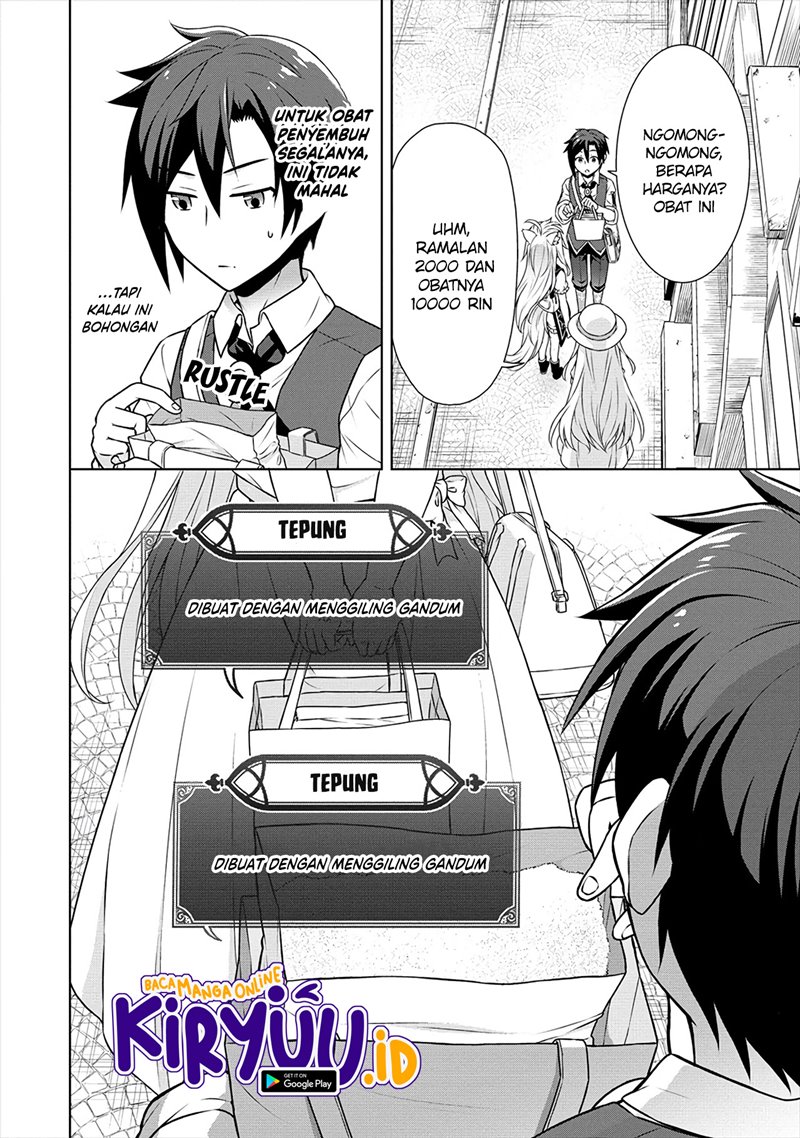 NGOMONG-
NGOMONG,
BERAPA
HARGANYA?
OBAT INI
UHM,
RAMALAN
2000 DAN
OBATNYA
10000 RIN
UNTUK OBAT
PENYEMBUH
SEGALANYA,
INI TIDAK
MAHAL
...TAPI
KALAU INI
BOHONGAN
RUSTLE
TEPUNG
DIBUAT DENGAN MENGGILING GANDUM
TEPUNG
DIBUAT DENGAN MENGGILING GANDUM
BACA MANGA ONLINE
KIRYUU.ID
GET IT ON
Google Play